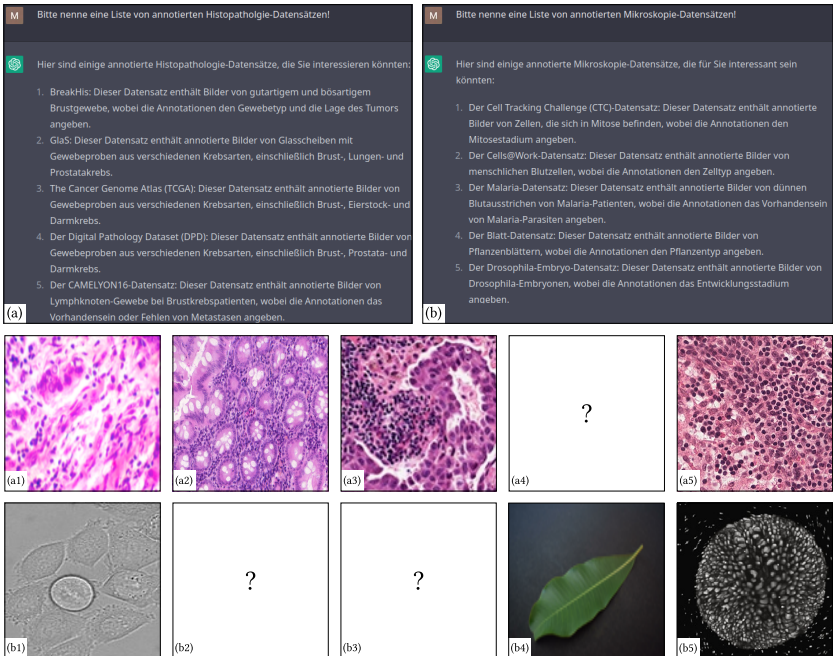 M Bitte nenne eine Liste von annotierten Histopatholgie-Datensätzen!
Hier sind einige annotierte Histopathologie-Datensätze, die Sie interessieren könnten:
1. BreakHis: Dieser Datensatz enthält Bilder von gutartigem und bösartigem
Brustgewebe, wobei die Annotationen den Gewebetyp und die Lage des Tumors
angeben.
2. GlaS: Dieser Datensatz enthält annotierte Bilder von Glasscheiben mit
Gewebeproben aus verschiedenen Krebsarten, einschließlich Brust-, Lungen- und
Prostatakrebs.
3. The Cancer Genome Atlas (TCGA): Dieser Datensatz enthält annotierte Bilder von
Gewebeproben aus verschiedenen Krebsarten, einschließlich Brust-, Eierstock- und
Darmkrebs.
4. Der Digital Pathology Dataset (DPD): Dieser Datensatz enthält annotierte Bilder von
Gewebeproben aus verschiedenen Krebsarten, einschließlich Brust-, Prostata- und
Darmkrebs.
5. Der CAMELYON16-Datensatz: Dieser Datensatz enthält annotierte Bilder von
Lymphknoten-Gewebe bei Brustkrebspatienten, wobei die Annotationen das
Vorhandensein oder Fehlen von Metastasen angeben.
(a)
M Bitte nenne eine Liste von annotierten Mikroskopie-Datensätzen!
Hier sind einige annotierte Mikroskopie-Datensätze, die für Sie interessant sein
könnten:
1. Der Cell Tracking Challenge (CTC)-Datensatz: Dieser Datensatz enthält annotierte
Bilder von Zellen, die sich in Mitose befinden, wobei die Annotationen den
Mitosestadium angeben.
2. Der Cells@Work-Datensatz: Dieser Datensatz enthält annotierte Bilder von
menschlichen Blutzellen, wobei die Annotationen den Zelltyp angeben.
3. Der Malaria-Datensatz: Dieser Datensatz enthält annotierte Bilder von dünnen
Blutausstrichen von Malaria-Patienten, wobei die Annotationen das Vorhandensein
von Malaria-Parasiten angeben.
4. Der Blatt-Datensatz: Dieser Datensatz enthält annotierte Bilder von
Pflanzenblättern, wobei die Annotationen den Pflanzentyp angeben.
5. Der Drosophila-Embryo-Datensatz: Dieser Datensatz enthält annotierte Bilder von
Drosophila-Embryonen, wobei die Annotationen das Entwicklungsstadium
angeben.
(b)
(a1)
(a2)
(a3)
?
(a4)
(a5)
(b1)
?
(b2)
?
(b3)
(b4)
(b5)